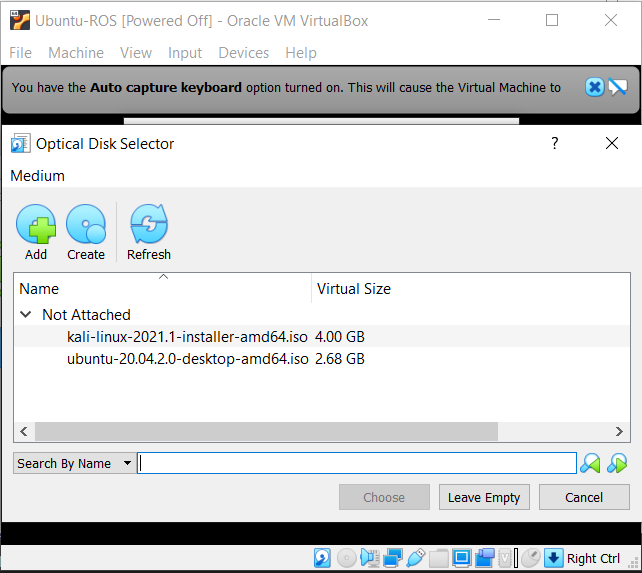 Ubuntu-ROS [Powered Off] - Oracle VM VirtualBox
File Machine View Input Devices Help
You have the Auto capture keyboard option turned on. This will cause the Virtual Machine to
Optical Disk Selector ?
Medium
Add Create Refresh
Name Virtual Size
Not Attached
kali-linux-2021.1-installer-amd64.iso 4.00 GB
ubuntu-20.04.2.0-desktop-amd64.iso 2.68 GB
Search By Name
Choose Leave Empty Cancel
Right Ctrl